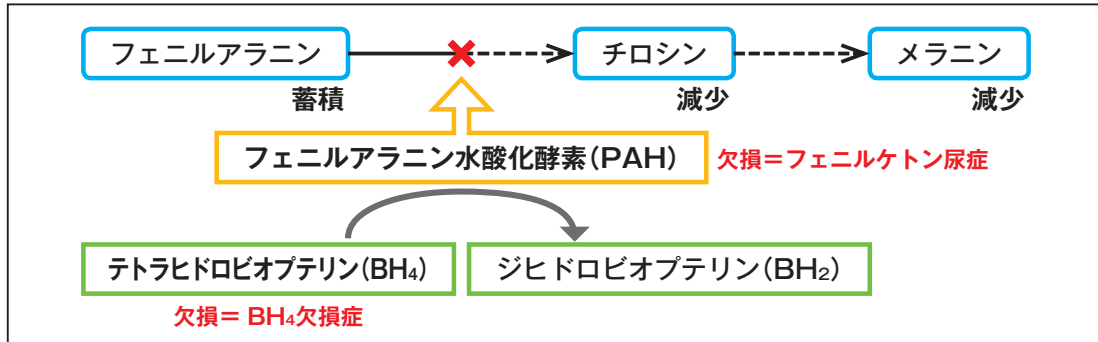 フェニルアラニン
チロシン
メラニン
蓄積
減少
減少
フェニルアラニン水酸化酵素(PAH)
欠損=フェニルケトン尿症
テトラヒドロビオプテリン(BH₄)
ジヒドロビオプテリン(BH₂)
欠損= BH₄欠損症